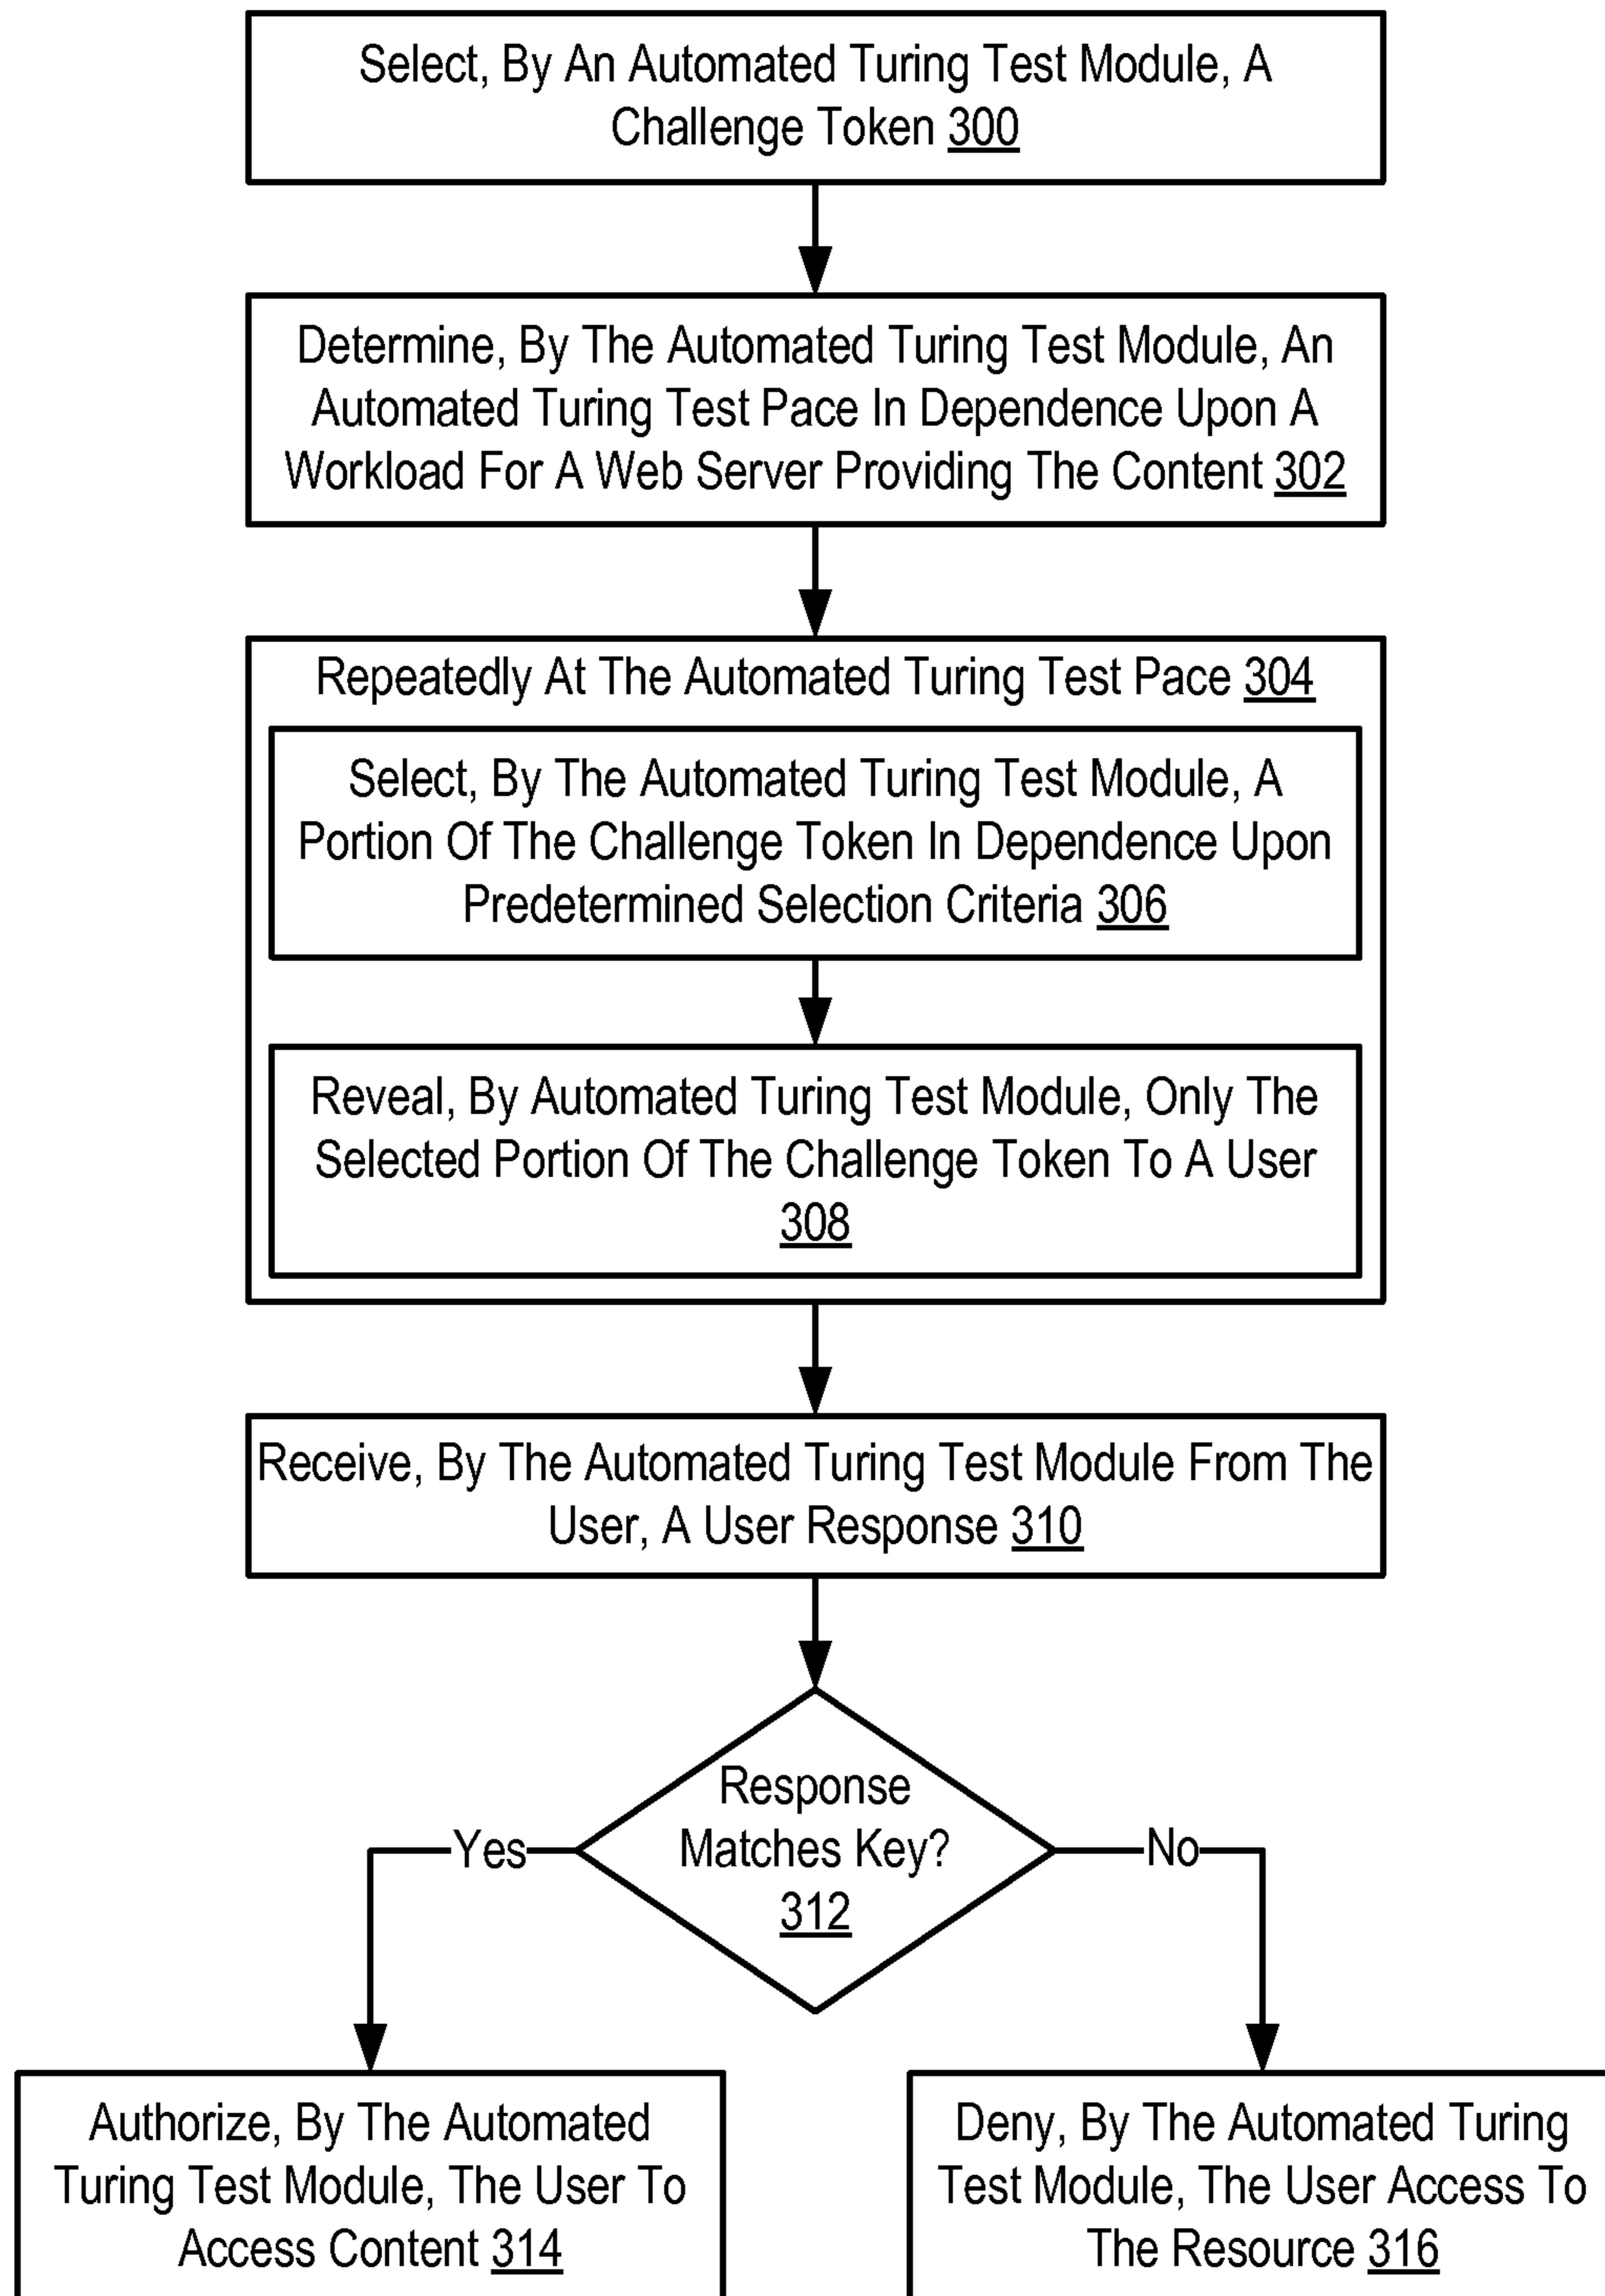 Select, By An Automated Turing Test Module, A
Challenge Token 300
Determine, By The Automated Turing Test Module, An
Automated Turing Test Pace In Dependence Upon A
Workload For A Web Server Providing The Content 302
Repeatedly At The Automated Turing Test Pace 304
Select, By The Automated Turing Test Module, A
Portion Of The Challenge Token In Dependence Upon
Predetermined Selection Criteria 306
Reveal, By Automated Turing Test Module, Only The
Selected Portion Of The Challenge Token To A User
308
Receive, By The Automated Turing Test Module From The
User, A User Response 310
Response
Matches Key?
312
Yes
No
Authorize, By The Automated
Turing Test Module, The User To
Access Content 314
Deny, By The Automated Turing
Test Module, The User Access To
The Resource 316